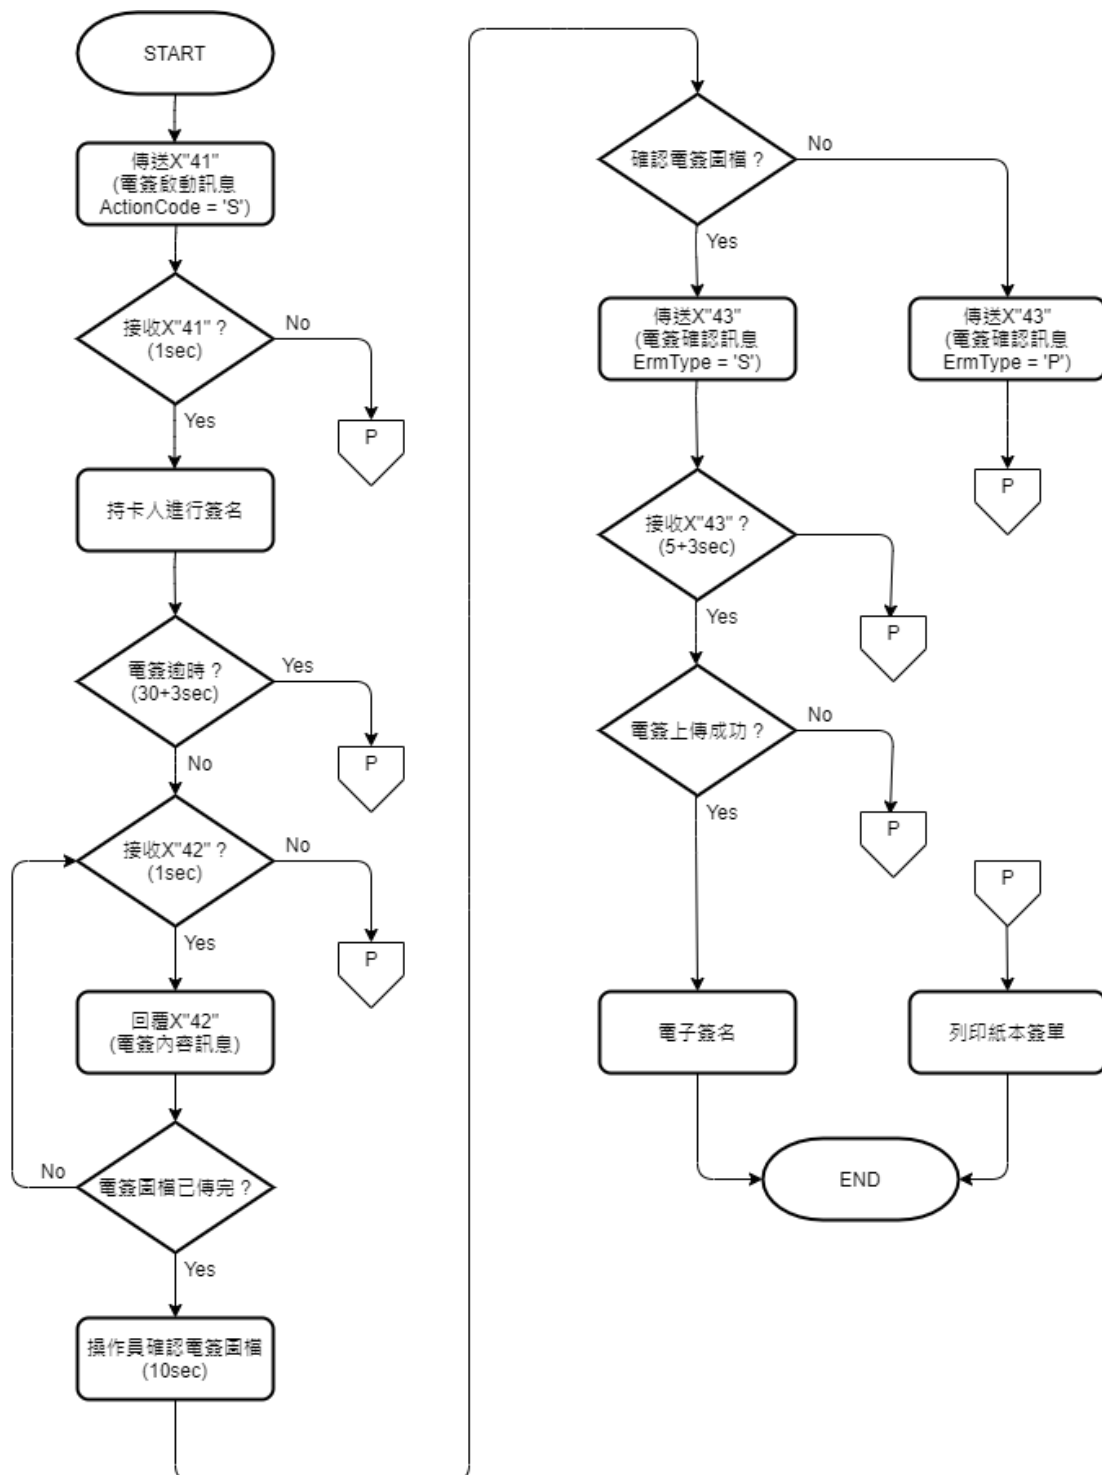 START
傳送X"41"
(電簽啟動訊息
ActionCode = 'S')
接收X"41"？
(1sec)
No
P
Yes
持卡人進行簽名
電簽逾時？
(30+3sec)
Yes
P
No
接收X"42"？
(1sec)
No
P
Yes
回覆X"42"
(電簽內容訊息)
電簽圖檔已傳完？
No
Yes
操作員確認電簽圖檔
(10sec)
確認電簽圖檔？
No
Yes
傳送X"43"
(電簽確認訊息
ErmType = 'S')
傳送X"43"
(電簽確認訊息
ErmType = 'P')
P
接收X"43"？
(5+3sec)
P
Yes
電簽上傳成功？
No
P
Yes
P
電子簽名
列印紙本簽單
END